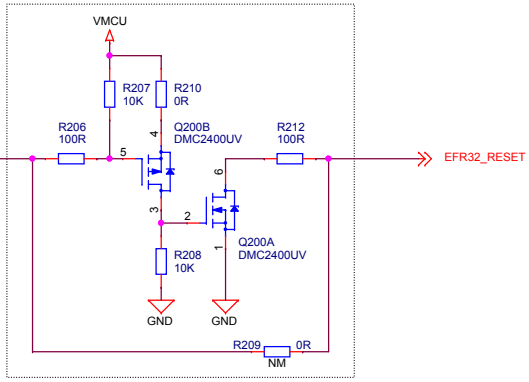 VMCU
R207
10K
R210
0R
R206
100R
5
4
Q200B
DMC2400UV
R212
100R
EFR32_RESET
3
6
2
Q200A
DMC2400UV
1
R208
10K
GND
GND
R209
0R
NM